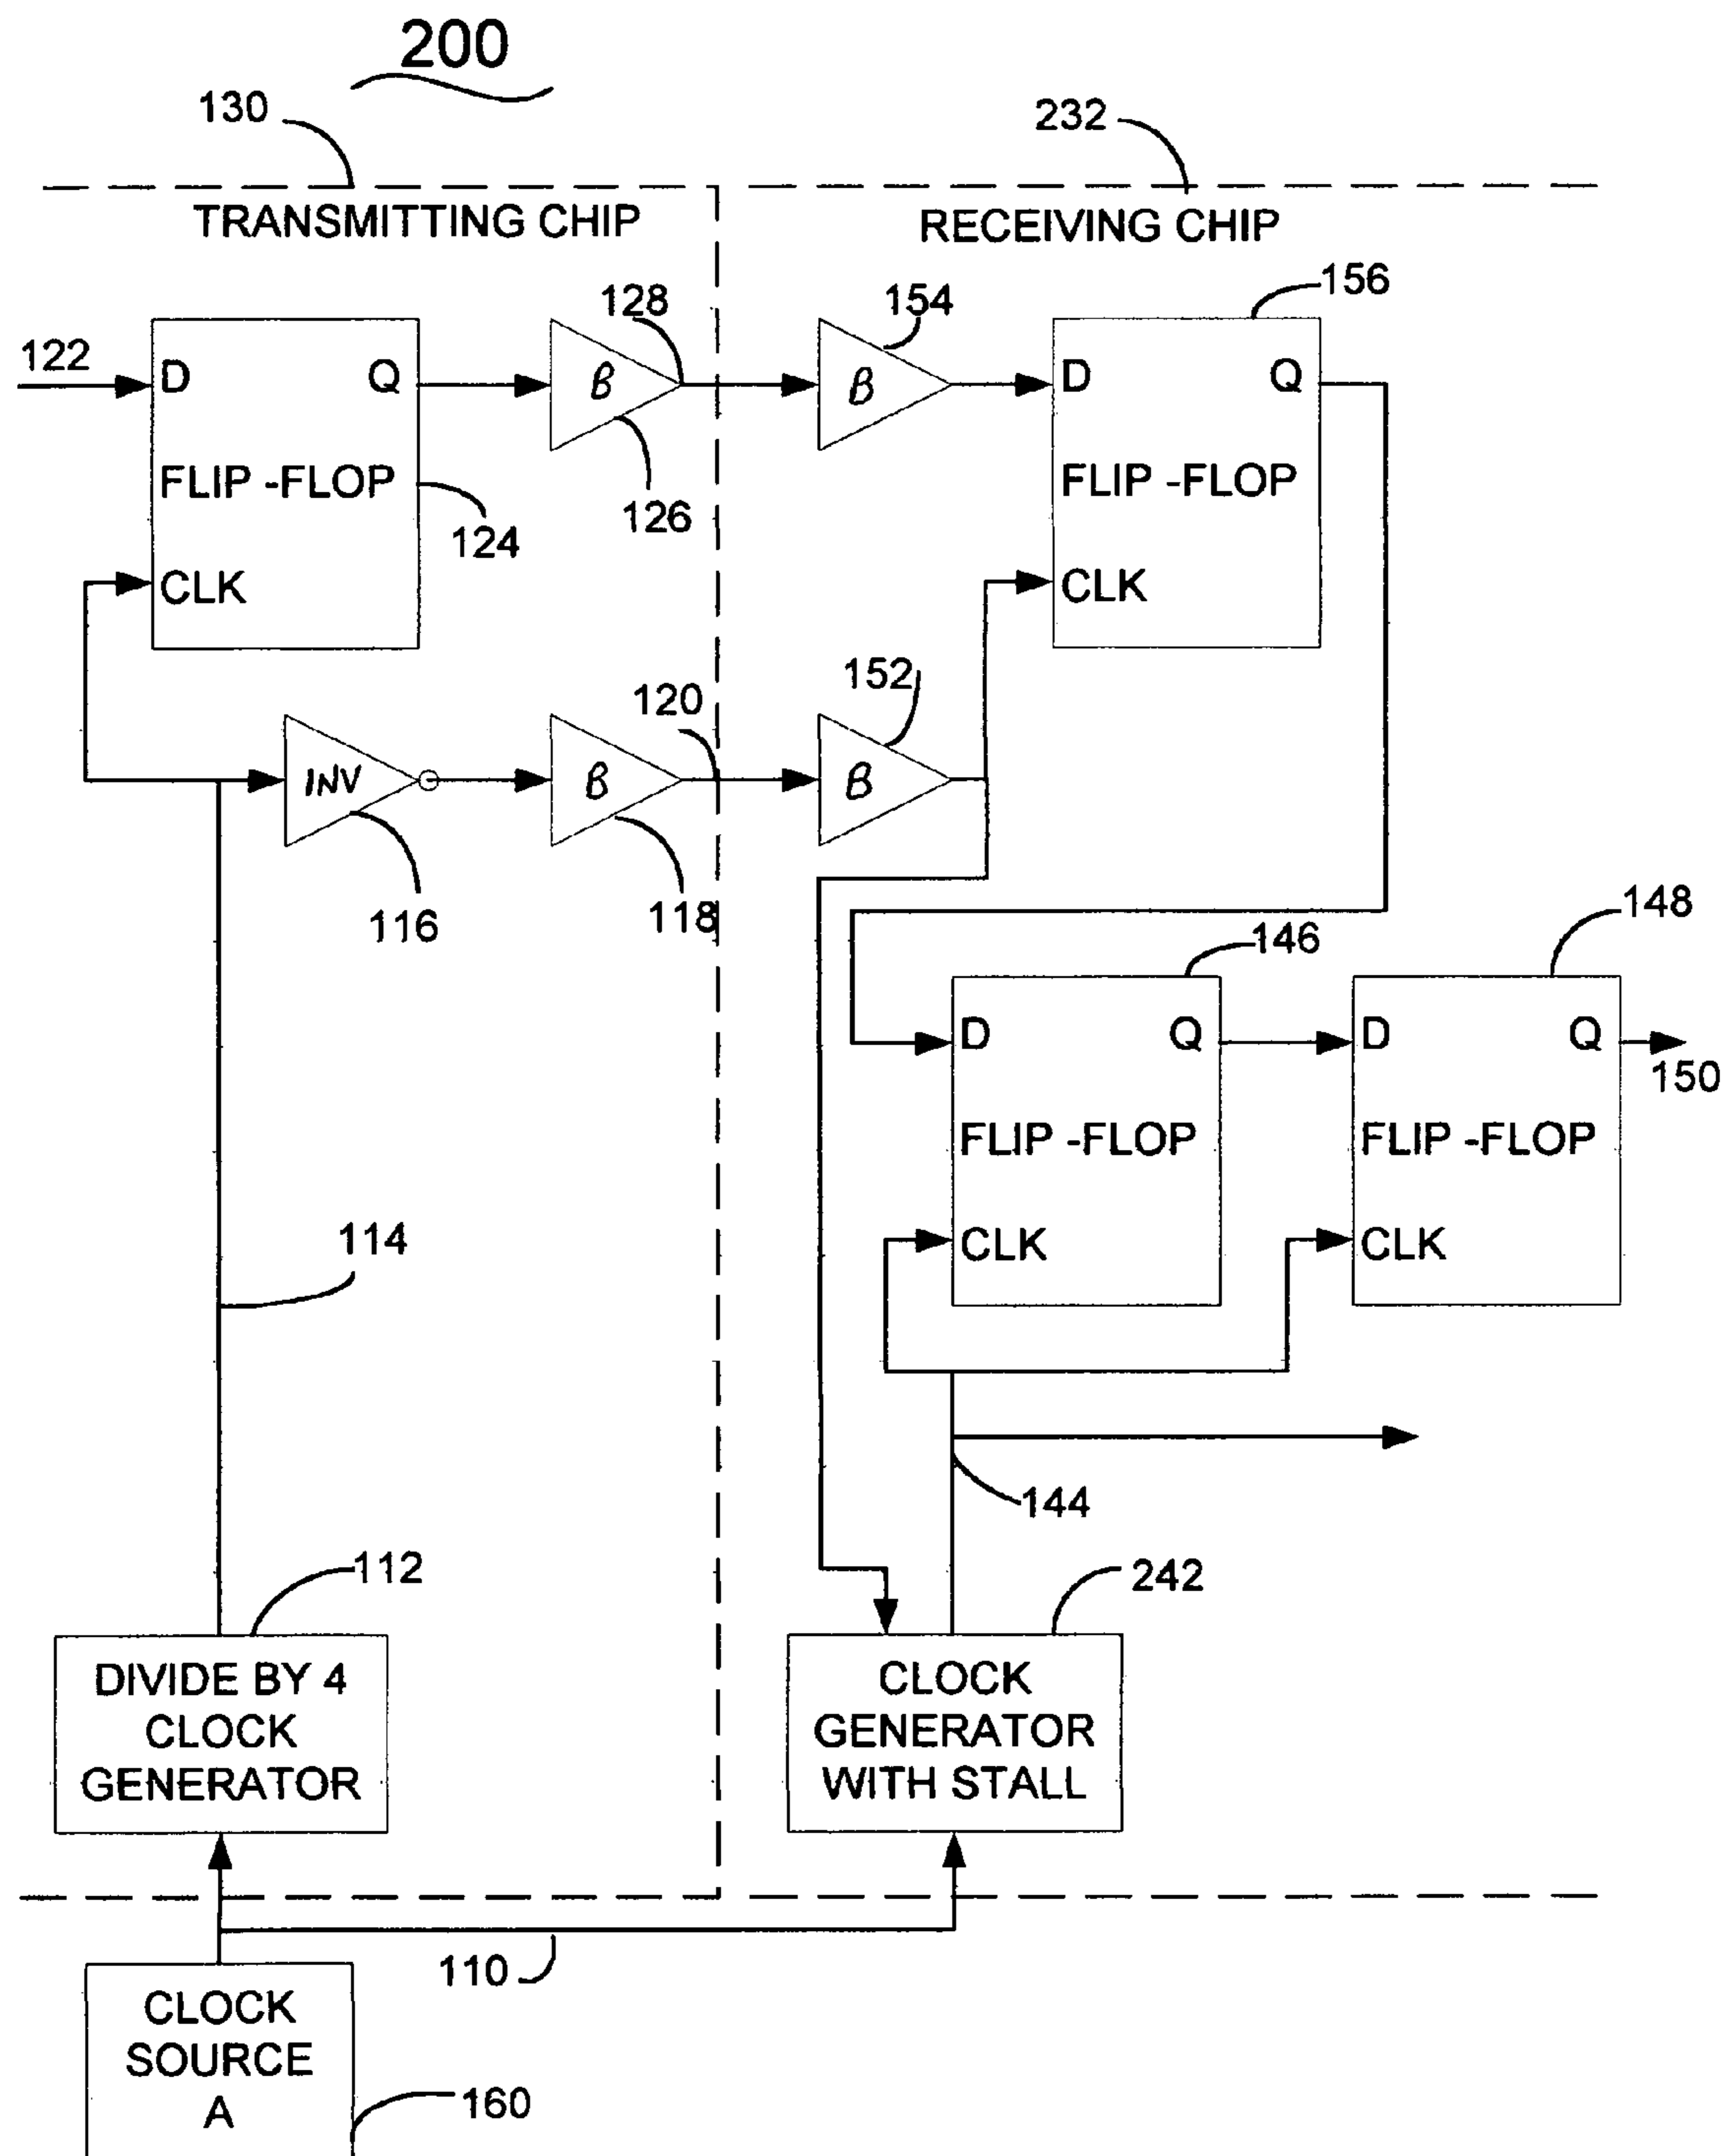 200
130
232
TRANSMITTING CHIP
RECEIVING CHIP
128
154
156
122
D
Q
B
B
D
Q
FLIP -FLOP
126
FLIP -FLOP
124
CLK
CLK
120
152
INV
B
B
116
118
148
146
D
Q
D
Q
150
FLIP -FLOP
FLIP -FLOP
114
CLK
CLK
144
112
242
DIVIDE BY 4
CLOCK
GENERATOR
CLOCK
GENERATOR
WITH STALL
110
CLOCK
SOURCE
A
160